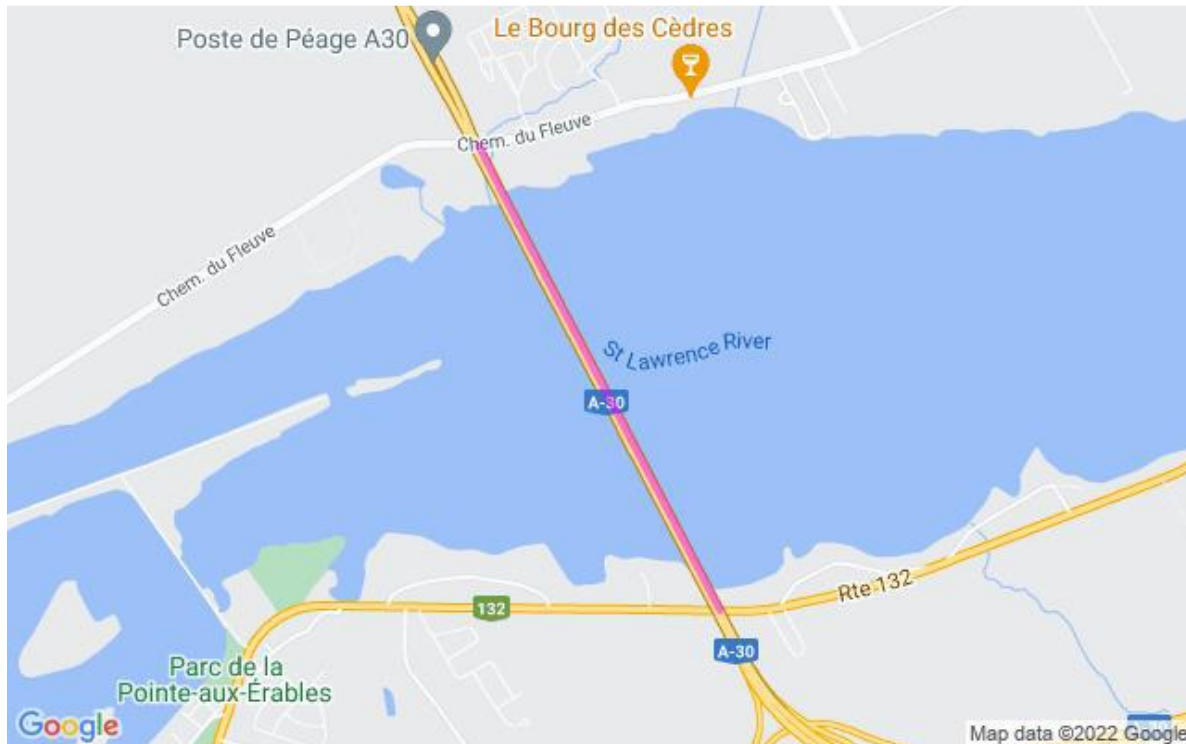 Poste de Péage A30
Le Bourg des Cèdres
Chem. du Fleuve
Chem. du Fleuve
St Lawrence River
A-30
Rte 132
132
A-30
Parc de la
Pointe-aux-Érables
Google
Map data ©2022 Google